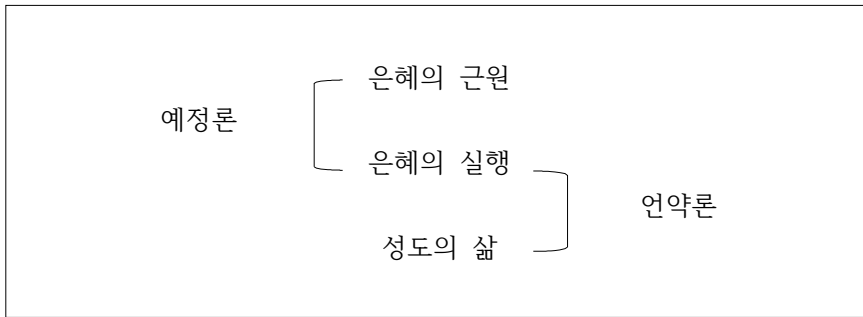 은혜의 근원
예정론
은혜의 실행
언약론
성도의 삶